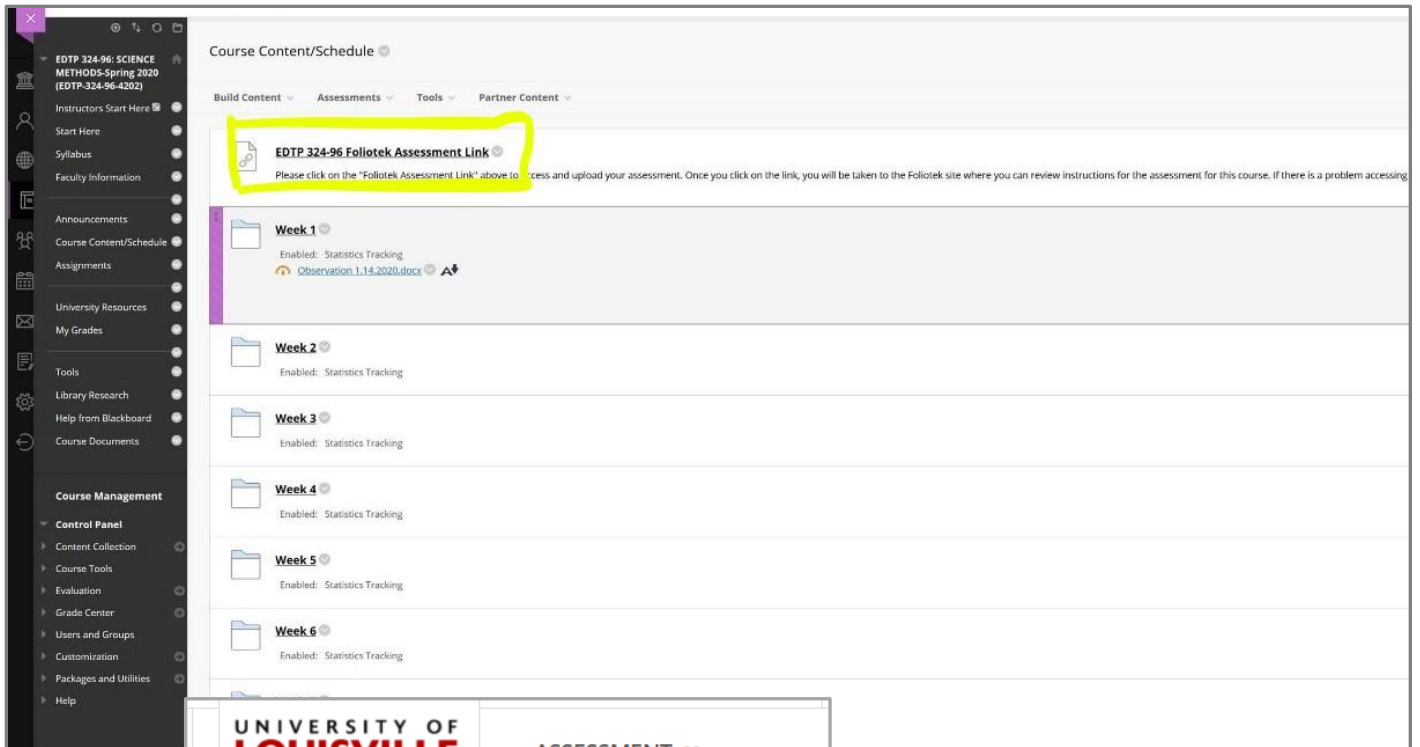 EDTP 324-96: SCIENCE
METHODS-Spring 2020
(EDTP-324-96-4202)
Instructors Start Here
Start Here
Syllabus
Faculty Information
Announcements
Course Content/Schedule
Assignments
University Resources
My Grades
Tools
Library Research
Help from Blackboard
Course Documents
Course Management
Control Panel
Content Collection
Course Tools
Evaluation
Grade Center
Users and Groups
Customization
Packages and Utilities
Help
Course Content/Schedule
Build Content Assessments Tools Partner Content
EDTP 324-96 Foliotek Assessment Link
Please click on the "Foliotek Assessment Link" above to access and upload your assessment. Once you click on the link, you will be taken to the Foliotek site where you can review instructions for the assessment for this course. If there is a problem accessing
Week 1
Enabled: Statistics Tracking
Observation 1.14.2020.docx
Week 2
Enabled: Statistics Tracking
Week 3
Enabled: Statistics Tracking
Week 4
Enabled: Statistics Tracking
Week 5
Enabled: Statistics Tracking
Week 6
Enabled: Statistics Tracking
UNIVERSITY OF
LOUISVILLE
ASSESSMENT